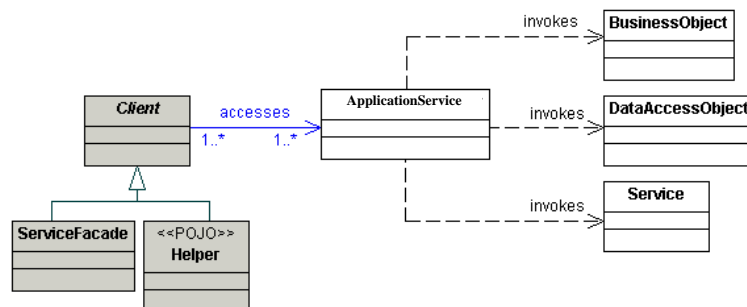 invokes
BusinessObject
Client
accesses
1..*
1..*
ApplicationService
invokes
DataAccessObject
invokes
Service
ServiceFacade
<<POJO>>
Helper